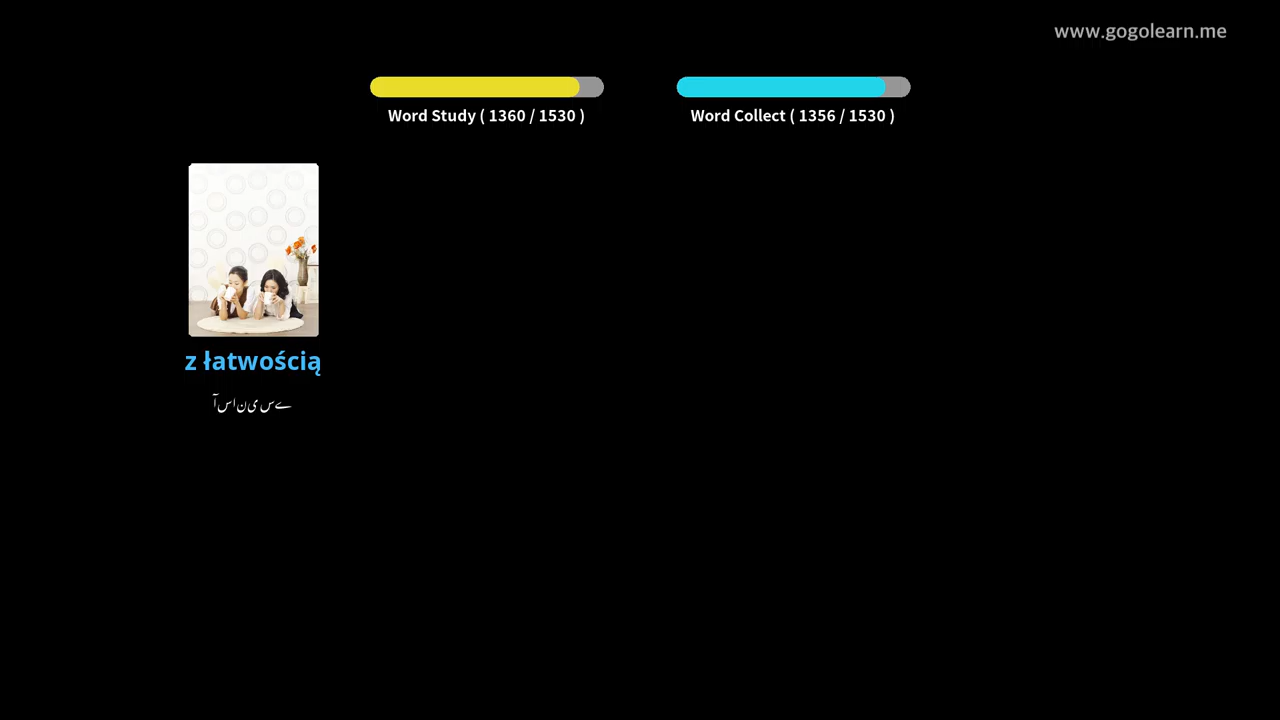 www.gogolearn.me
Word Study ( 1360 / 1530 )
Word Collect ( 1356 / 1530 )
z łatwością
آسانی سے